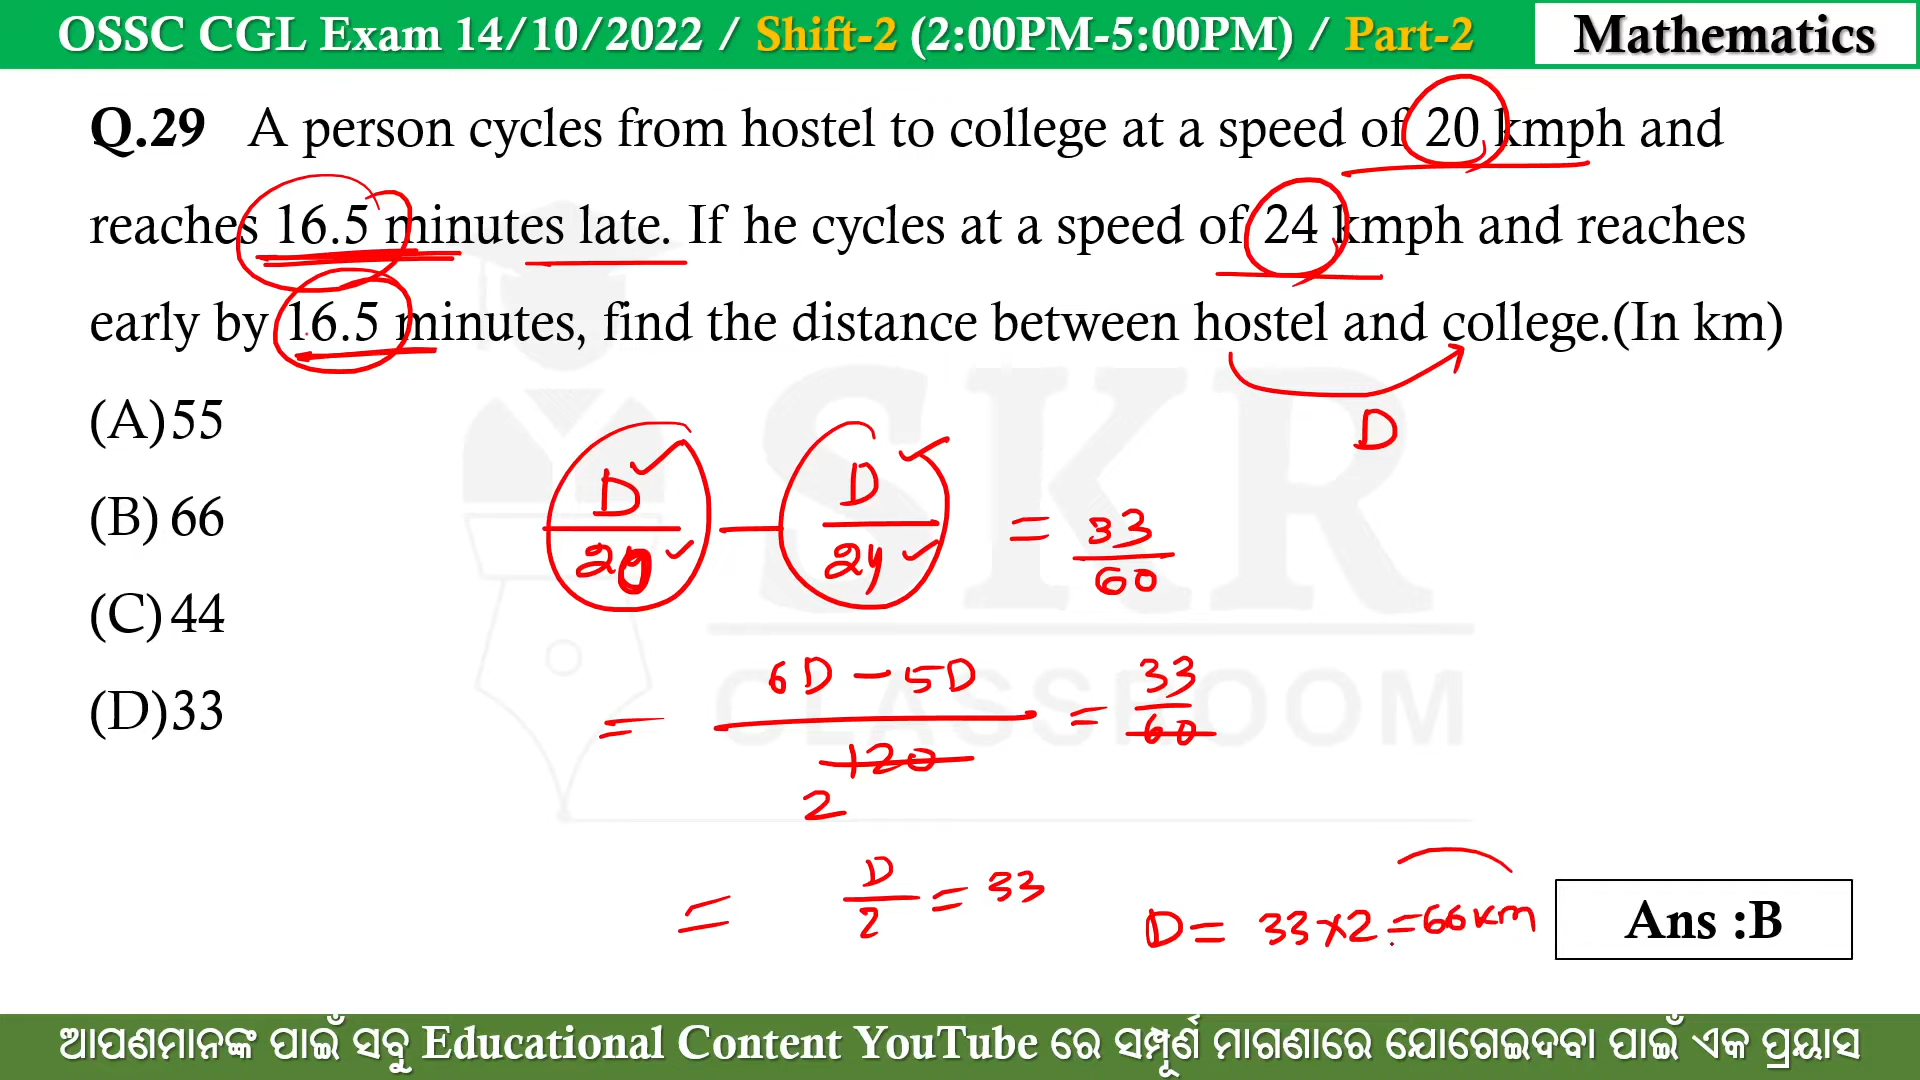 OSSC CGL Exam 14/10/2022 / Shift-2 (2:00PM-5:00PM) / Part-2
Mathematics
Q.29 A person cycles from hostel to college at a speed of 20 kmph and
reaches 16.5 minutes late. If he cycles at a speed of 24 kmph and reaches
early by 16.5 minutes, find the distance between hostel and college.(In km)
D
(A) 55
(B) 66
(C) 44
(D) 33
D/20 — D/24 = 33/60
= 6D - 5D / 120 = 33/60
2
= D/2 = 33
D = 33×2 = 66 km
Ans :B
SKR
CLASSROOM
ଆପଣମାନଙ୍କ ପାଇଁ ସବୁ Educational Content YouTube ରେ ସମ୍ପୂର୍ଣ ମାଗଣାରେ ଯୋଗେଇଦବା ପାଇଁ ଏକ ପ୍ରୟାସ